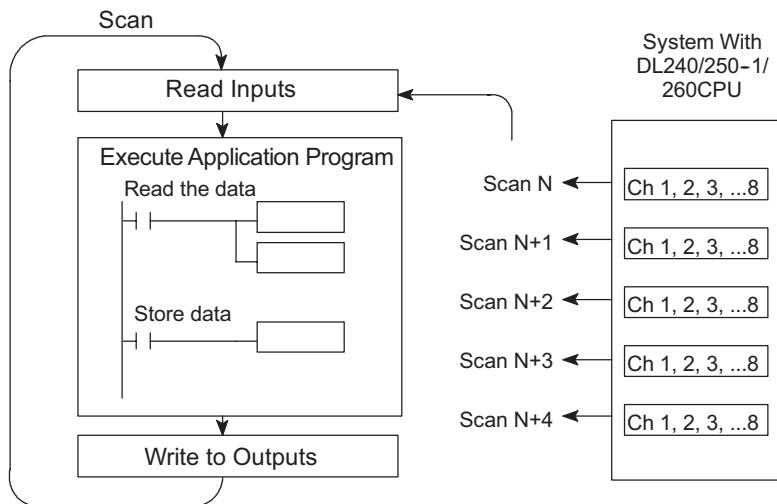 Scan
Read Inputs
Execute Application Program
Read the data
Store data
Write to Outputs
System With
DL240/250-1/
260CPU
Scan N
Ch 1, 2, 3, ...8
Scan N+1
Ch 1, 2, 3, ...8
Scan N+2
Ch 1, 2, 3, ...8
Scan N+3
Ch 1, 2, 3, ...8
Scan N+4
Ch 1, 2, 3, ...8